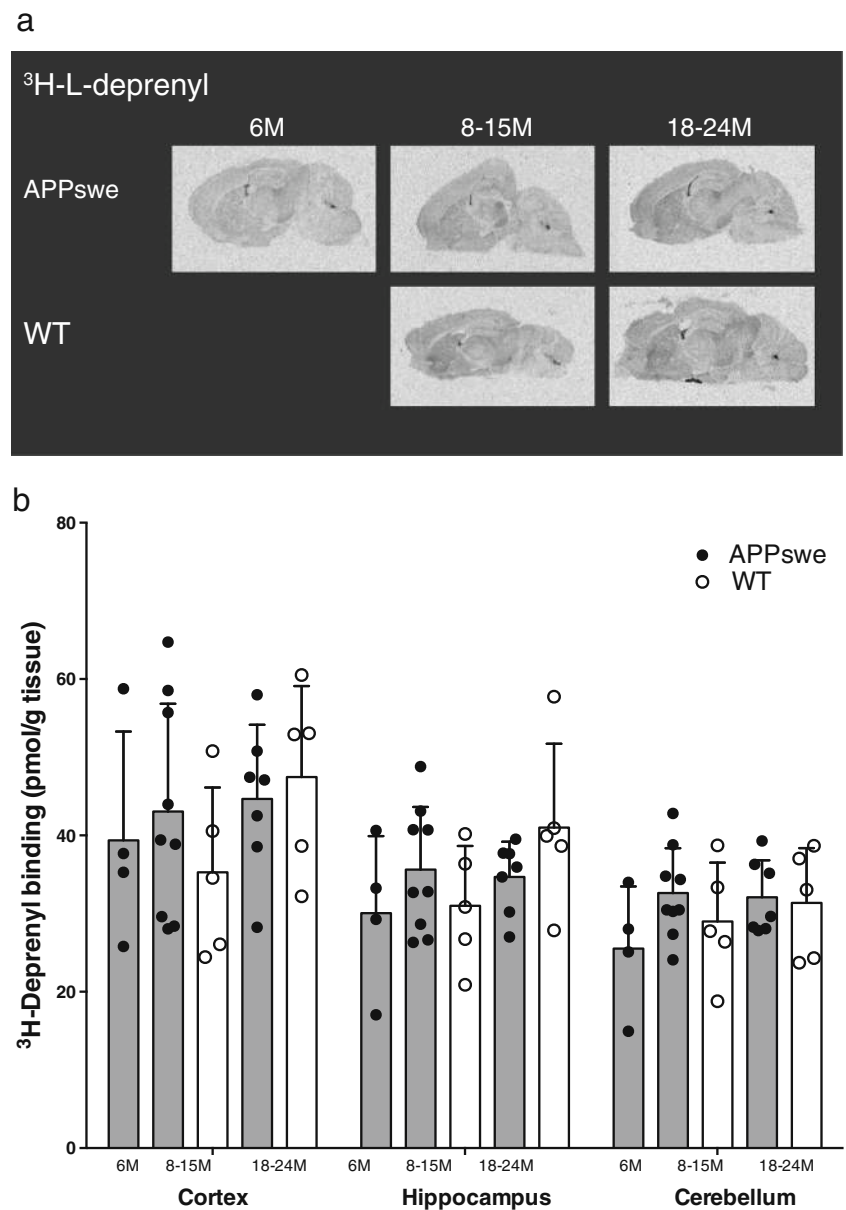 a
³H-L-deprenyl
6M 8-15M 18-24M
APPswe
WT
b
80
60
40
20
0
³H-Deprenyl binding (pmol/g tissue)
APPswe
WT
6M 8-15M 18-24M 6M 8-15M 18-24M 6M 8-15M 18-24M
Cortex Hippocampus Cerebellum